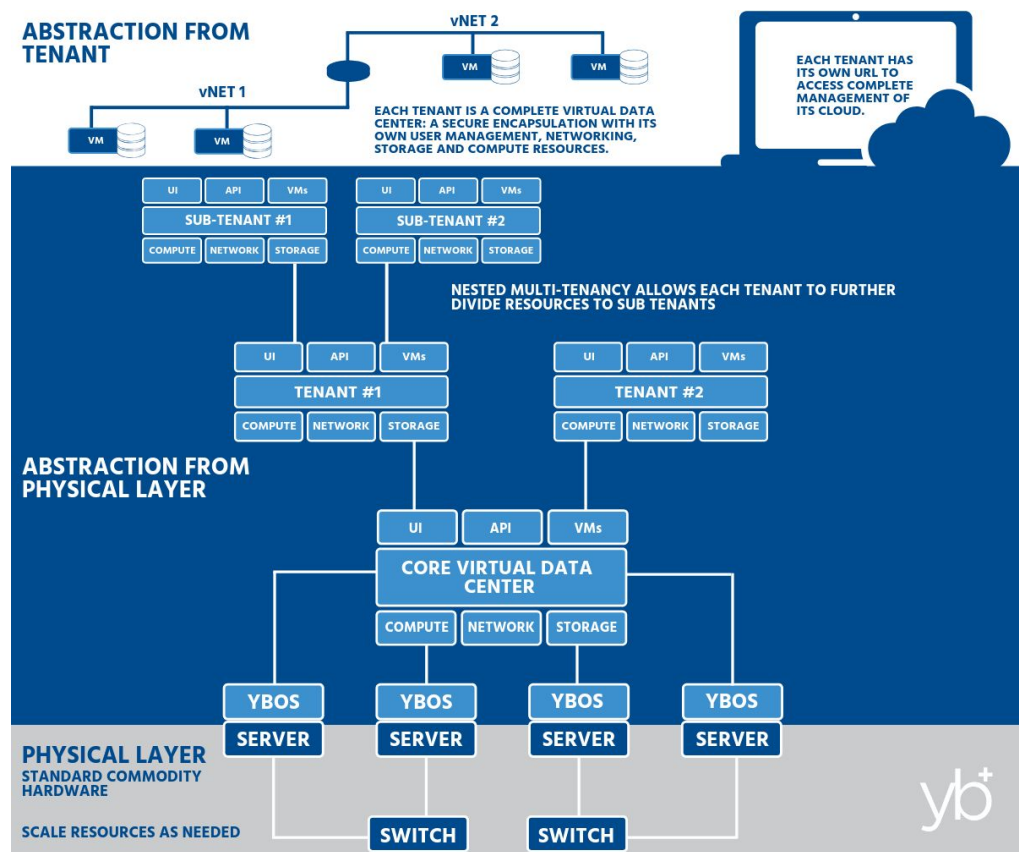 ABSTRACTION FROM
TENANT
vNET 2
VM
VM
vNET 1
VM
VM
EACH TENANT IS A COMPLETE VIRTUAL DATA
CENTER: A SECURE ENCAPSULATION WITH ITS
OWN USER MANAGEMENT, NETWORKING,
STORAGE AND COMPUTE RESOURCES.
EACH TENANT HAS
ITS OWN URL TO
ACCESS COMPLETE
MANAGEMENT OF
ITS CLOUD.
UI API VMs
SUB-TENANT #1
COMPUTE NETWORK STORAGE
UI API VMs
SUB-TENANT #2
COMPUTE NETWORK STORAGE
NESTED MULTI-TENANCY ALLOWS EACH TENANT TO FURTHER
DIVIDE RESOURCES TO SUB TENANTS
UI API VMs
TENANT #1
COMPUTE NETWORK STORAGE
UI API VMs
TENANT #2
COMPUTE NETWORK STORAGE
ABSTRACTION FROM
PHYSICAL LAYER
UI API VMs
CORE VIRTUAL DATA
CENTER
COMPUTE NETWORK STORAGE
YBOS YBOS YBOS YBOS
SERVER SERVER SERVER SERVER
PHYSICAL LAYER
STANDARD COMMODITY
HARDWARE
SCALE RESOURCES AS NEEDED
SWITCH SWITCH
yb+